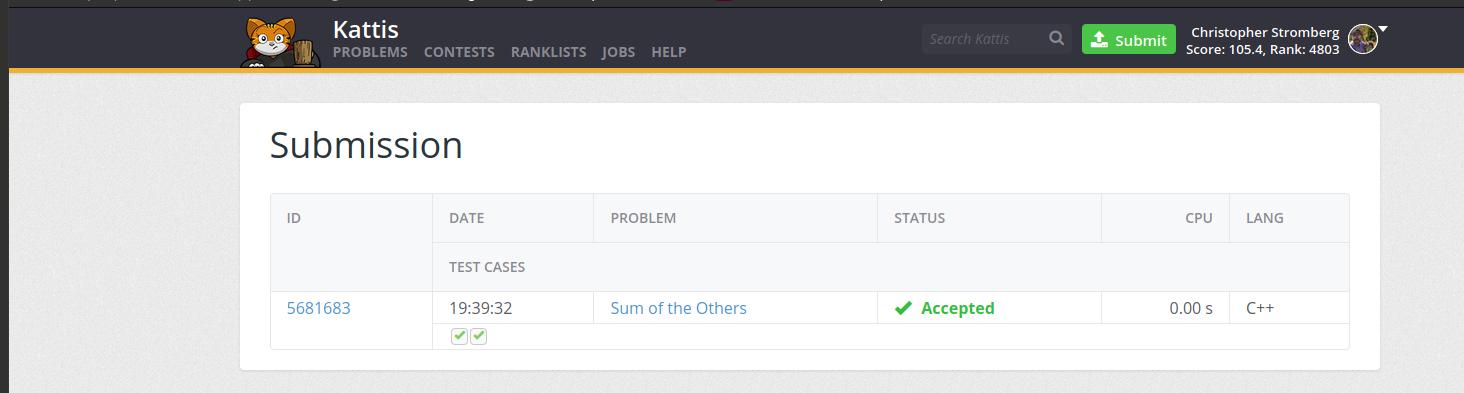 Kattis
PROBLEMS CONTESTS RANKLISTS JOBS HELP
Search Kattis
Submit
Christopher Stromberg
Score: 105.4, Rank: 4803
Submission
ID DATE PROBLEM STATUS CPU LANG
TEST CASES
5681683 19:39:32 Sum of the Others Accepted 0.00 s C++